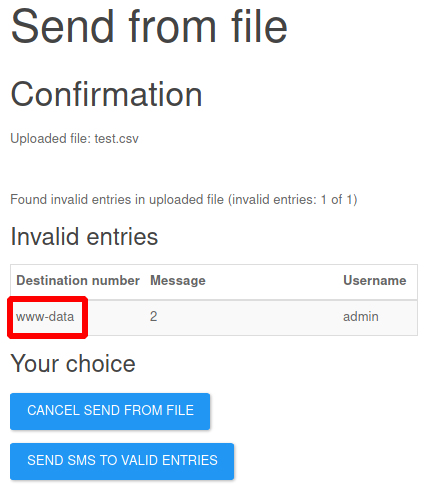 Send from file
Confirmation
Uploaded file: test.csv
Found invalid entries in uploaded file (invalid entries: 1 of 1)
Invalid entries
Destination number Message Username
www-data 2 admin
Your choice
CANCEL SEND FROM FILE
SEND SMS TO VALID ENTRIES